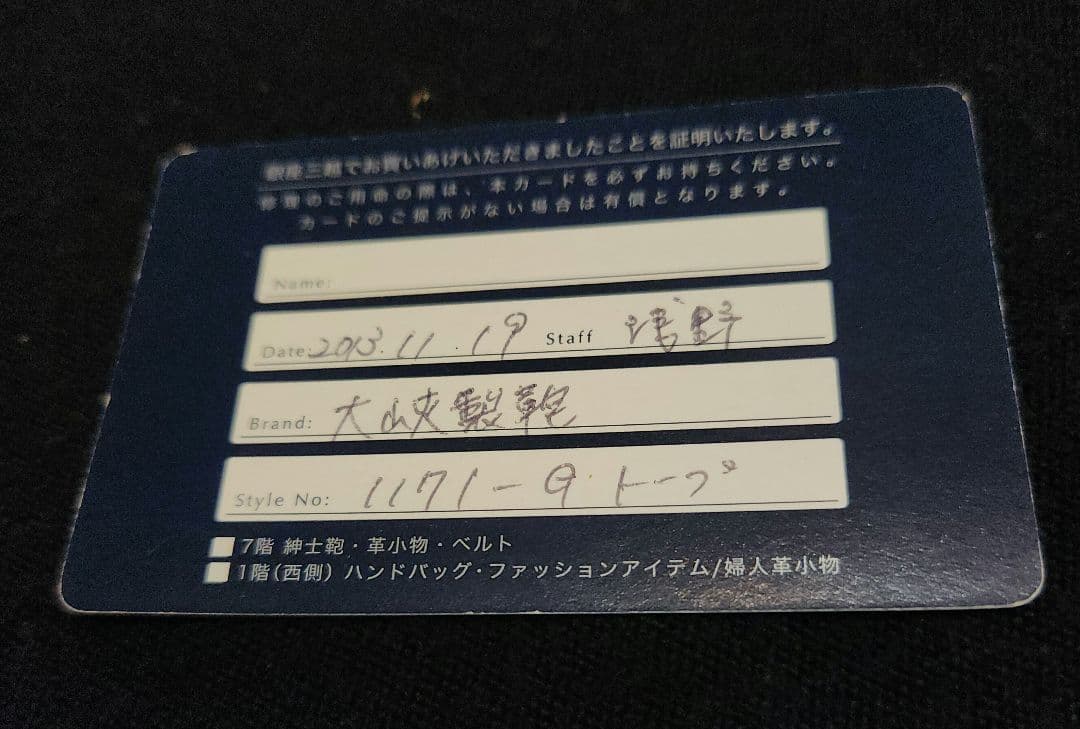 銀座三越でお買いあげいただきましたことを証明いたします。
修理のご用命の際は、本カードを必ずお持ちください。
カードのご提示がない場合は有償となります。
Name:
Date: 2013.11.19 Staff 浅野
Brand: 大峽製鞄
Style No: 1171-9 トープ
7階 紳士鞄・革小物・ベルト
1階(西側) ハンドバッグ・ファッションアイテム/婦人革小物